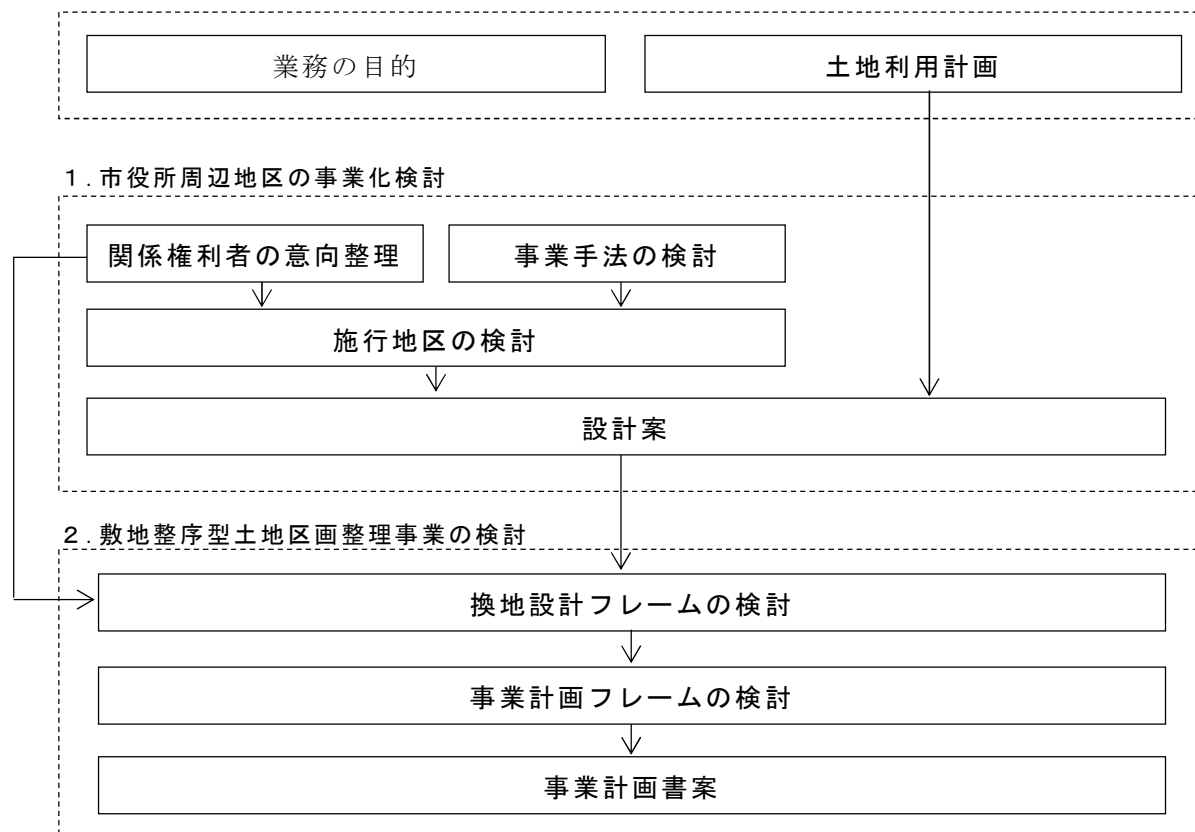 業務の目的
土地利用計画
１．市役所周辺地区の事業化検討
関係権利者の意向整理
事業手法の検討
施行地区の検討
設計案
２．敷地整序型土地区画整理事業の検討
換地設計フレームの検討
事業計画フレームの検討
事業計画書案